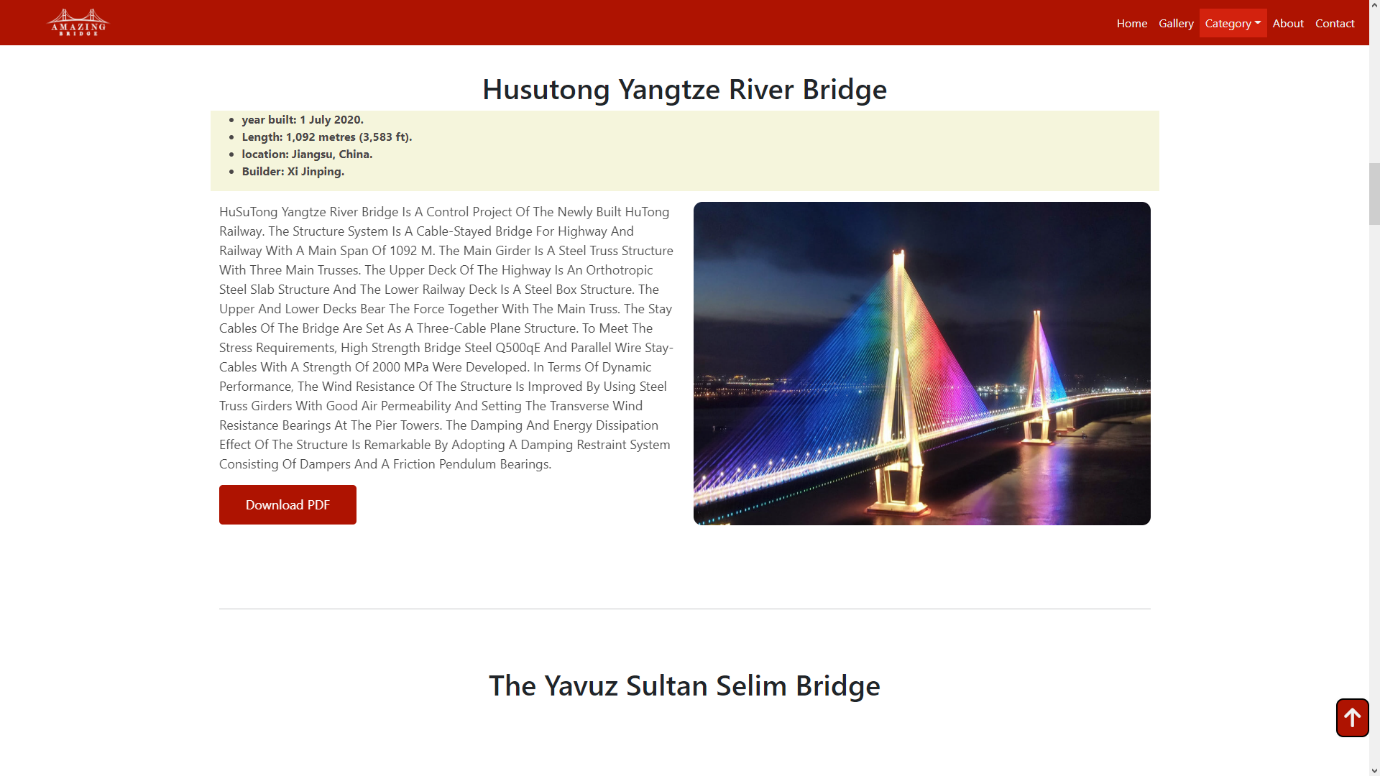 AMAZING
BRIDGE
Home Gallery Category About Contact
Husutong Yangtze River Bridge
year built: 1 July 2020.
Length: 1,092 metres (3,583 ft).
location: Jiangsu, China.
Builder: Xi Jinping.
HuSuTong Yangtze River Bridge Is A Control Project Of The Newly Built HuTong
Railway. The Structure System Is A Cable-Stayed Bridge For Highway And
Railway With A Main Span Of 1092 M. The Main Girder Is A Steel Truss Structure
With Three Main Trusses. The Upper Deck Of The Highway Is An Orthotropic
Steel Slab Structure And The Lower Railway Deck Is A Steel Box Structure. The
Upper And Lower Decks Bear The Force Together With The Main Truss. The Stay
Cables Of The Bridge Are Set As A Three-Cable Plane Structure. To Meet The
Stress Requirements, High Strength Bridge Steel Q500qE And Parallel Wire Stay-
Cables With A Strength Of 2000 MPa Were Developed. In Terms Of Dynamic
Performance, The Wind Resistance Of The Structure Is Improved By Using Steel
Truss Girders With Good Air Permeability And Setting The Transverse Wind
Resistance Bearings At The Pier Towers. The Damping And Energy Dissipation
Effect Of The Structure Is Remarkable By Adopting A Damping Restraint System
Consisting Of Dampers And A Friction Pendulum Bearings.
Download PDF
The Yavuz Sultan Selim Bridge